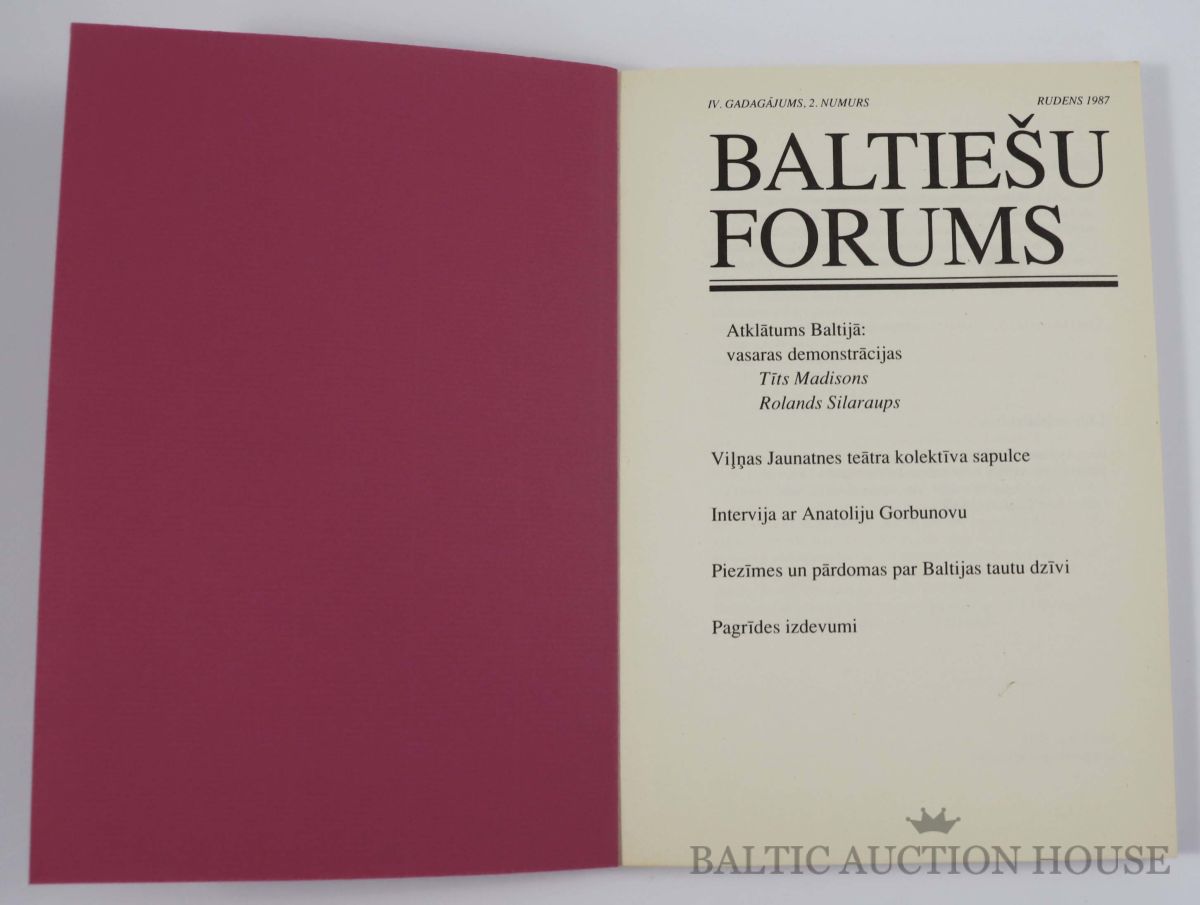 IV. GADAGĀJUMS, 2. NUMURS
RUDENS 1987
BALTIEŠU
FORUMS
Atklātums Baltijā:
vasaras demonstrācijas
Tīts Madisons
Rolands Silaraups
Viļņas Jaunatnes teātra kolektīva sapulce
Intervija ar Anatoliju Gorbunovu
Piezīmes un pārdomas par Baltijas tautu dzīvi
Pagrīdes izdevumi
BALTIC AUCTION HOUSE